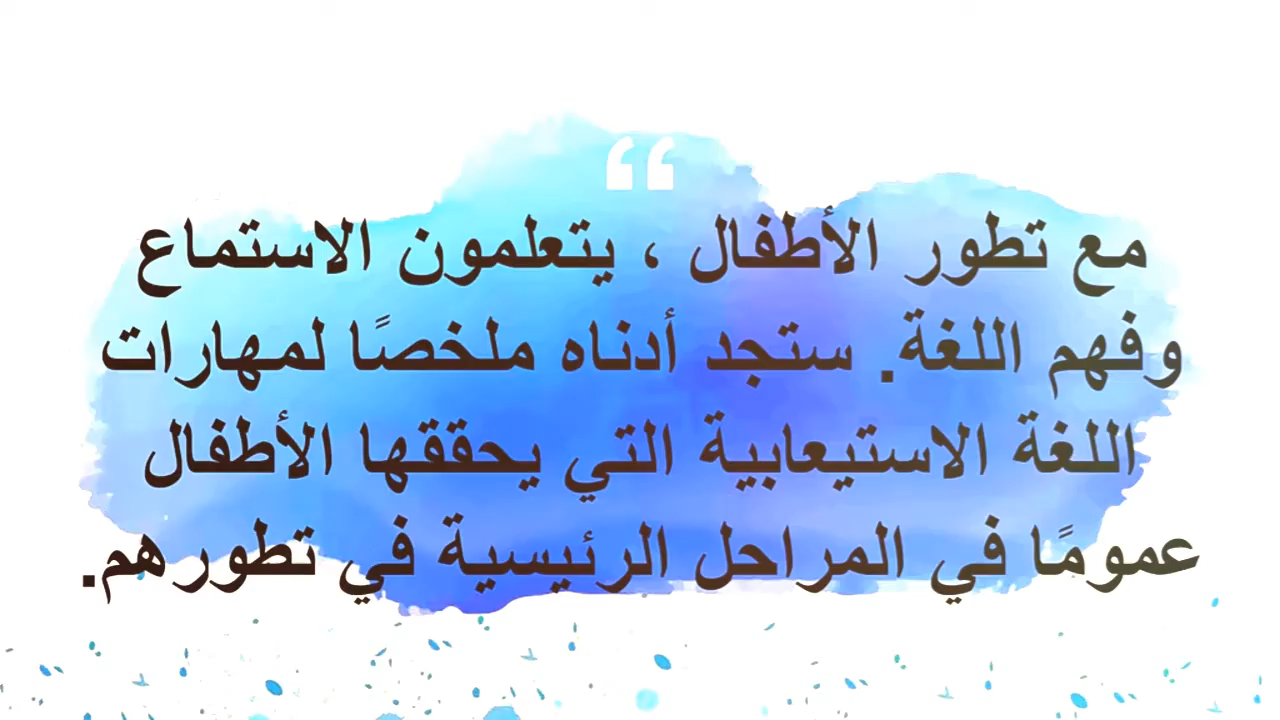 “
مع تطور الأطفال ، يتعلمون الاستماع
وفهم اللغة. ستجد أدناه ملخصًا لمهارات
اللغة الاستيعابية التي يحققها الأطفال
عمومًا في المراحل الرئيسية في تطورهم.